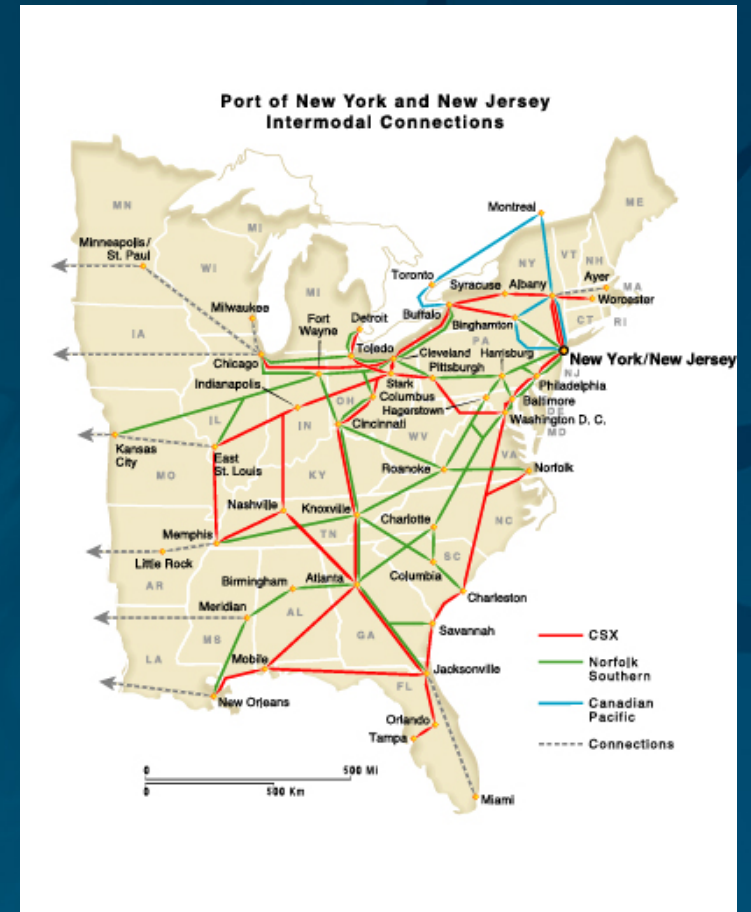 Port of New York and New Jersey
Intermodal Connections
MN
ME
Montreal
MI
Minneapolis/
St. Paul
WI
NY
VT
NH
Toronto
Syracuse
Albany
Ayer
MA
Worcester
MI
Milwaukee
Buffalo
Binghamton
CT
RI
Fort
Wayne
Detroit
IA
PA
Toledo
Cleveland
Harrisburg
New York/New Jersey
Chicago
Pittsburgh
NJ
Indianapolis
Stark
Philadelphia
Columbus
Baltimore
OH
Hagerstown
DE
Washington D. C.
IL
IN
Cincinnati
MD
WV
Kansas
City
East
St. Louis
VA
MO
KY
Roanoke
Norfolk
Nashville
Knoxville
Charlotte
NC
Memphis
TN
Little Rock
SC
Birmingham
Atlanta
Columbia
AR
Charleston
Meridian
AL
Savannah
MS
GA
CSX
LA
Mobile
Jacksonville
Norfolk
Southern
FL
New Orleans
Canadian
Pacific
Orlando
Tampa
Connections
0
500 Mi
0
500 Km
Miami